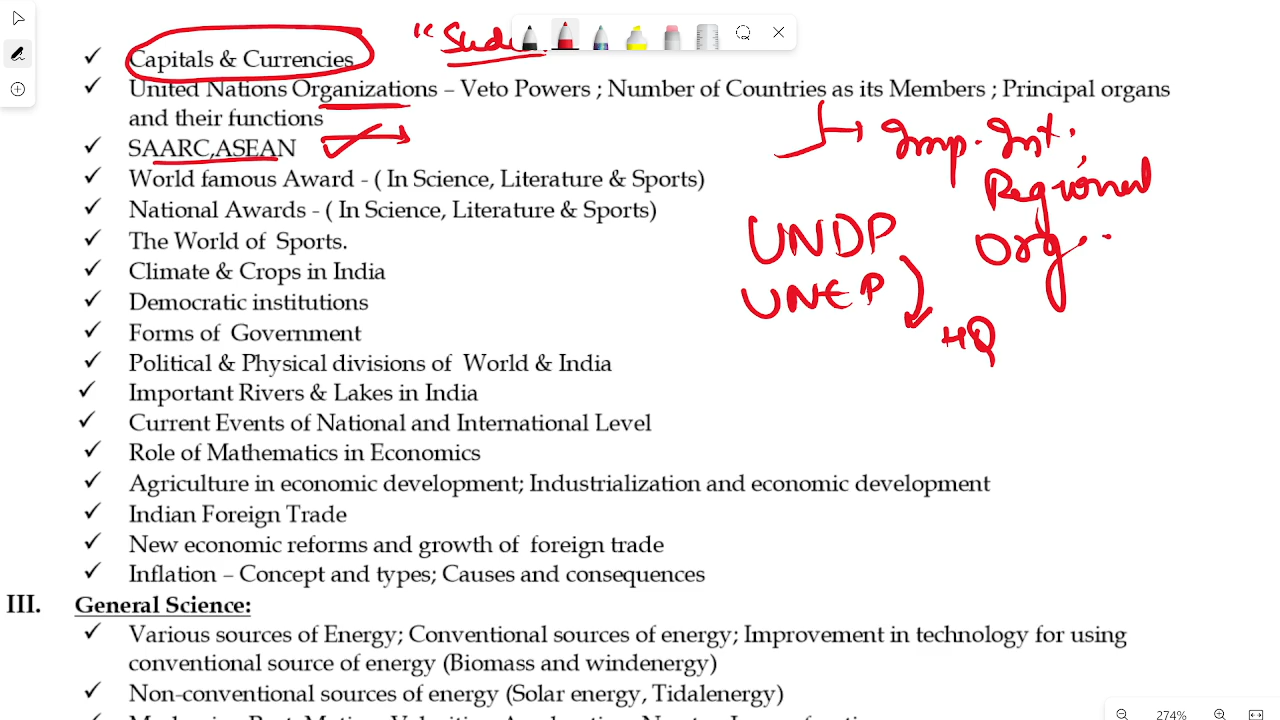 ✓ Capitals & Currencies
✓ United Nations Organizations – Veto Powers ; Number of Countries as its Members ; Principal organs
and their functions
✓ SAARC,ASEAN
✓ World famous Award - ( In Science, Literature & Sports)
✓ National Awards - ( In Science, Literature & Sports)
✓ The World of Sports.
✓ Climate & Crops in India
✓ Democratic institutions
✓ Forms of Government
✓ Political & Physical divisions of World & India
✓ Important Rivers & Lakes in India
✓ Current Events of National and International Level
✓ Role of Mathematics in Economics
✓ Agriculture in economic development; Industrialization and economic development
✓ Indian Foreign Trade
✓ New economic reforms and growth of foreign trade
✓ Inflation – Concept and types; Causes and consequences
III. General Science:
✓ Various sources of Energy; Conventional sources of energy; Improvement in technology for using
conventional source of energy (Biomass and windenergy)
✓ Non-conventional sources of energy (Solar energy, Tidalenergy)
Imp. Int.
Regional
Org..
UNDP
UNEP
HQ
274%